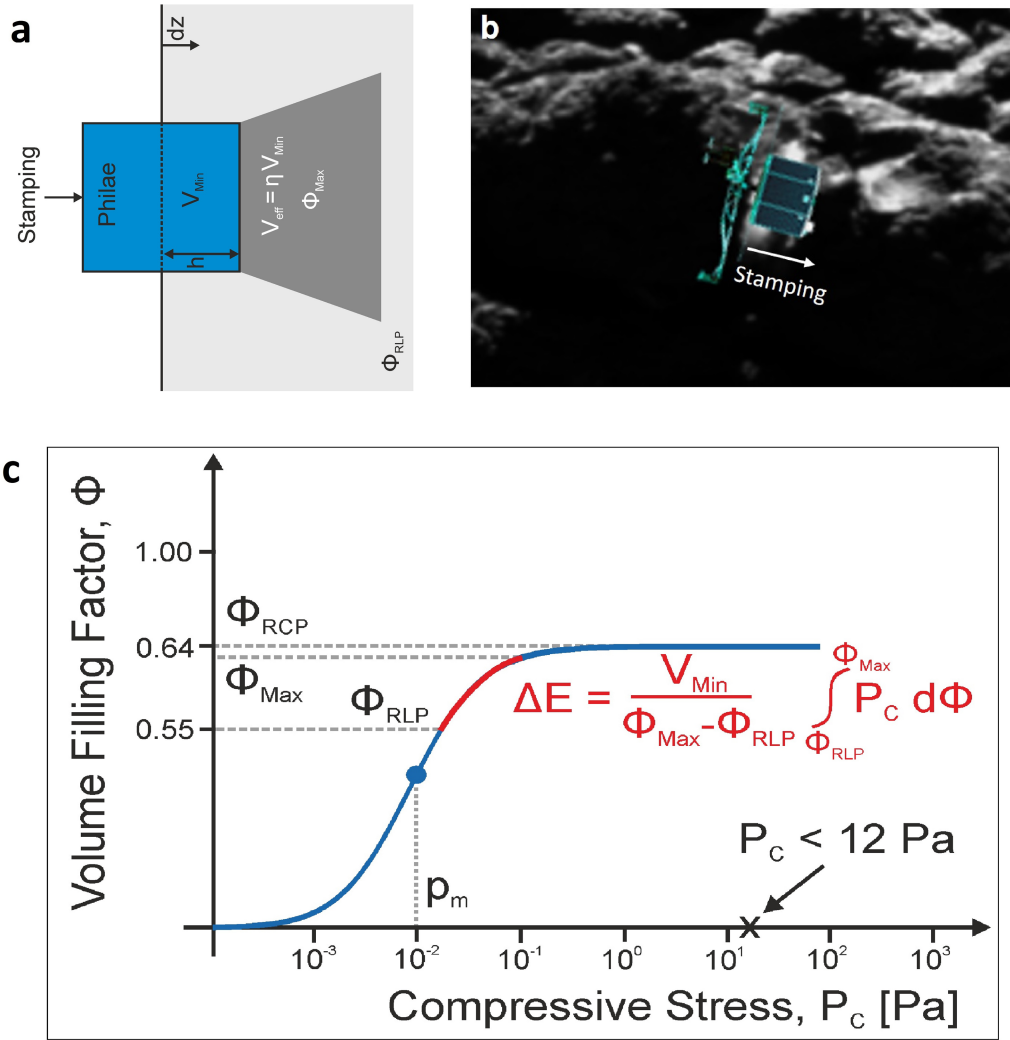 a
dz
Stamping
Philae
V_Min
h
V_eff = η V_Min
Φ_Max
Φ_RLP
b
Stamping
c
Volume Filling Factor, Φ
1.00
Φ_RCP
0.64
Φ_Max
Φ_RLP
0.55
ΔE = V_Min / Φ_Max-Φ_RLP ∫ Φ_RLP Φ_Max P_C dΦ
P_C < 12 Pa
p_m
10^-3 10^-2 10^-1 10^0 10^1 10^2 10^3
Compressive Stress, P_C [Pa]